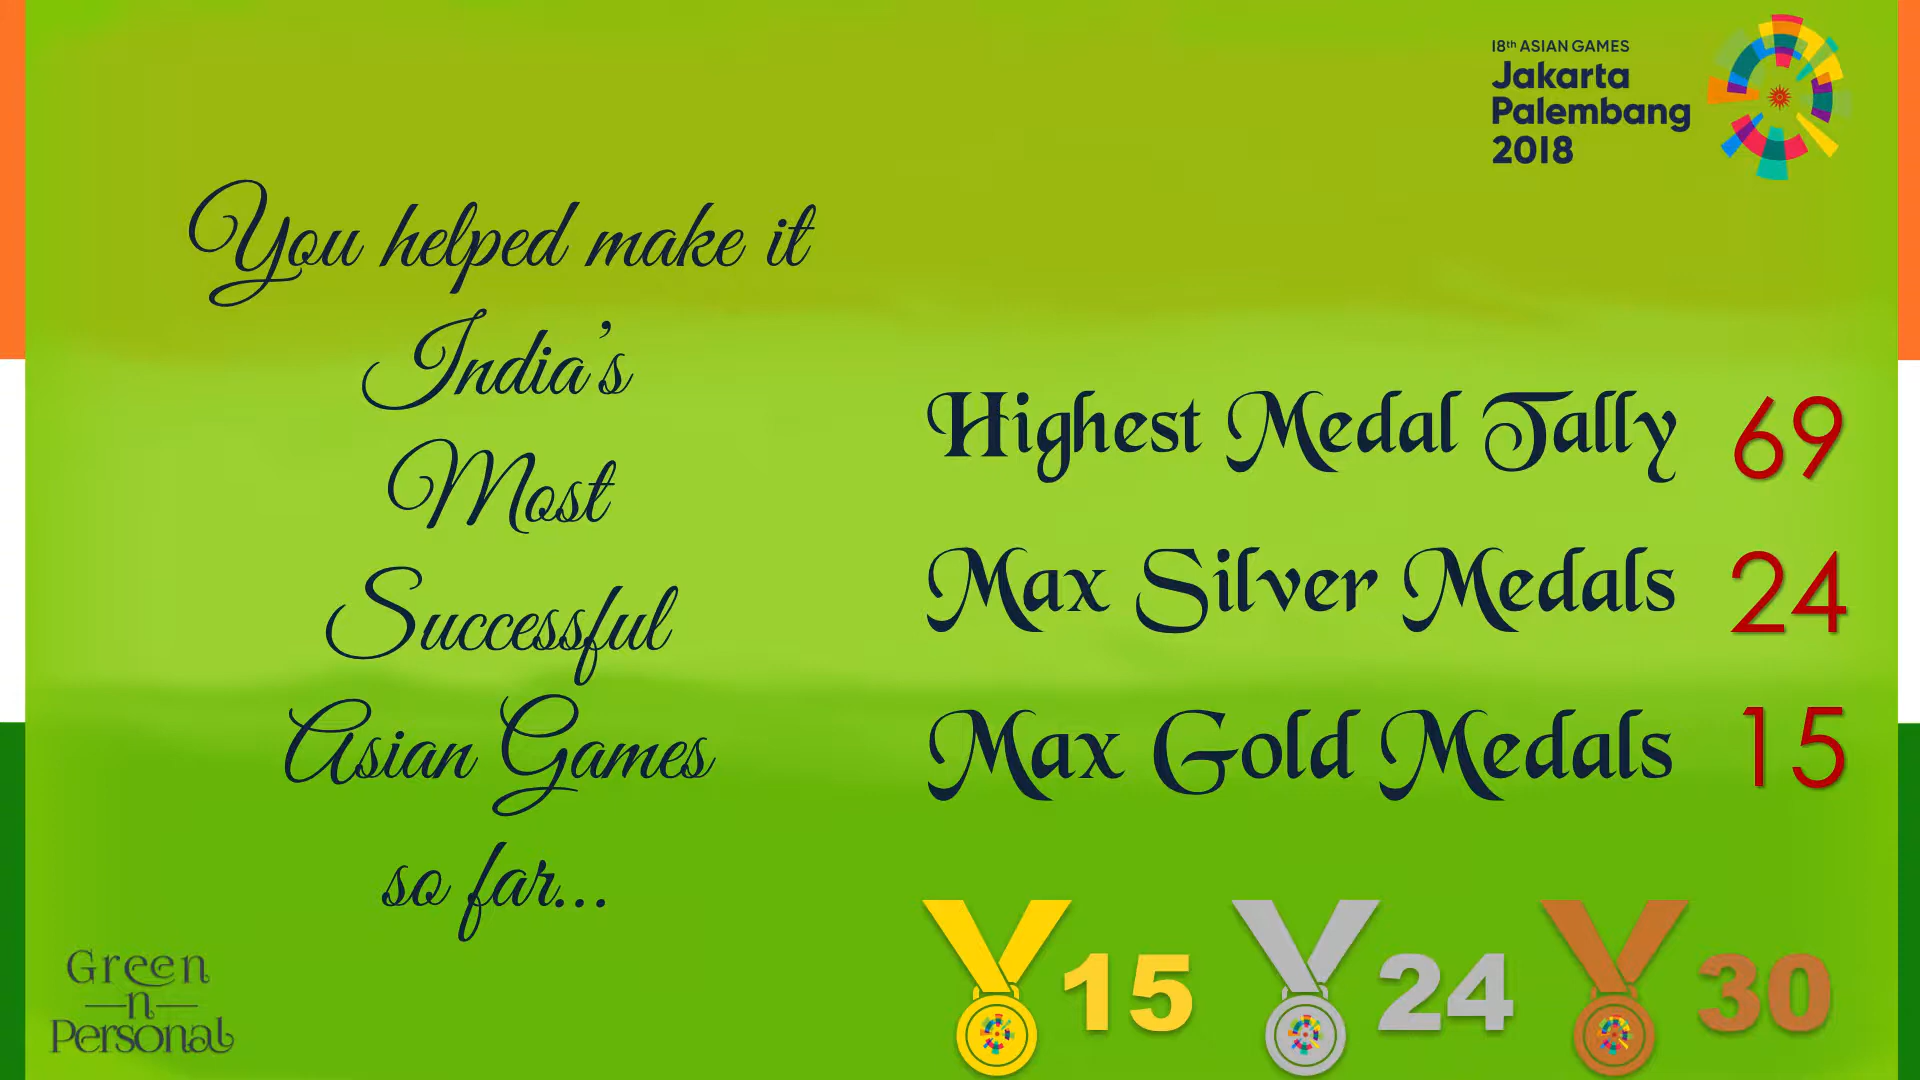 18th ASIAN GAMES
Jakarta
Palembang
2018
You helped make it
India's
Most
Successful
Asian Games
so far...
Highest Medal Tally 69
Max Silver Medals 24
Max Gold Medals 15
15 24 30
Green
n
Personal